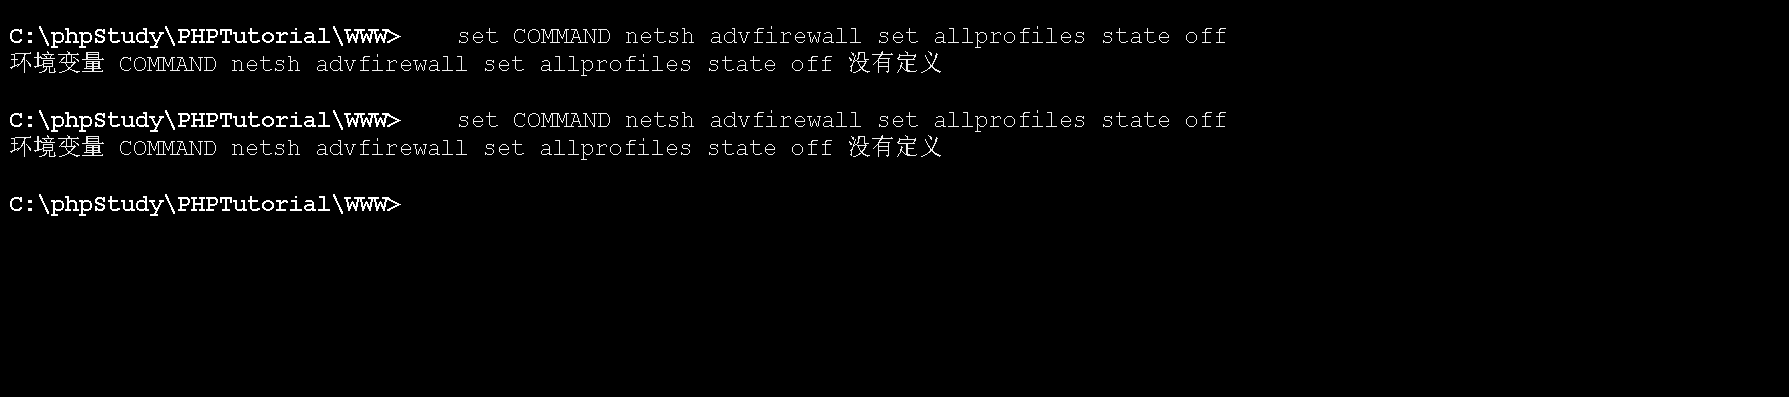 C:\phpStudy\PHPTutorial\WWW> set COMMAND netsh advfirewall set allprofiles state off
环境变量 COMMAND netsh advfirewall set allprofiles state off 没有定义
C:\phpStudy\PHPTutorial\WWW> set COMMAND netsh advfirewall set allprofiles state off
环境变量 COMMAND netsh advfirewall set allprofiles state off 没有定义
C:\phpStudy\PHPTutorial\WWW>